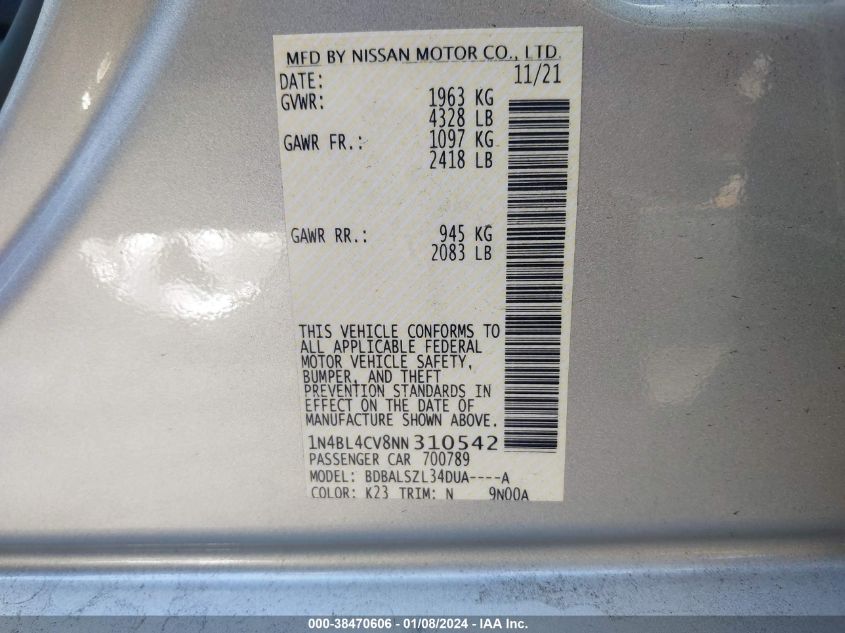 MFD BY NISSAN MOTOR CO., LTD.
DATE: 11/21
GVWR: 1963 KG
4328 LB
GAWR FR.: 1097 KG
2418 LB
GAWR RR.: 945 KG
2083 LB
THIS VEHICLE CONFORMS TO
ALL APPLICABLE FEDERAL
MOTOR VEHICLE SAFETY,
BUMPER, AND THEFT
PREVENTION STANDARDS IN
EFFECT ON THE DATE OF
MANUFACTURE SHOWN ABOVE.
1N4BL4CV8NN310542
PASSENGER CAR 700789
MODEL: BDBALSZL34DUA----A
COLOR: K23 TRIM: N 9N00A
000-38470606 - 01/08/2024 - IAA Inc.